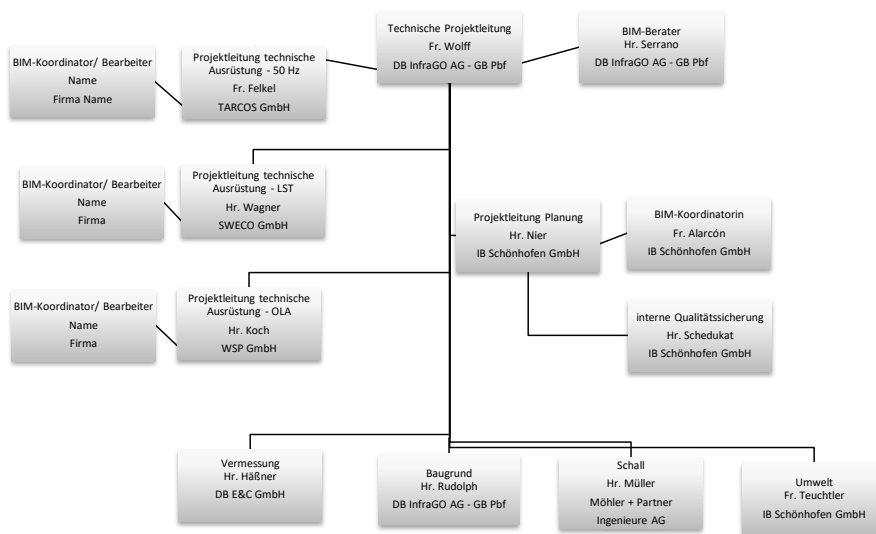 Technische Projektleitung
Fr. Wolff
DB InfraGO AG - GB Pbf
BIM-Berater
Hr. Serrano
DB InfraGO AG - GB Pbf
BIM-Koordinator/ Bearbeiter
Name
Firma Name
Projektleitung technische
Ausrüstung - 50 Hz
Fr. Felkel
TARCOS GmbH
BIM-Koordinator/ Bearbeiter
Name
Firma
Projektleitung technische
Ausrüstung - LST
Hr. Wagner
SWECO GmbH
Projektleitung Planung
Hr. Nier
IB Schönhofen GmbH
BIM-Koordinatorin
Fr. Alarcón
IB Schönhofen GmbH
BIM-Koordinator/ Bearbeiter
Name
Firma
Projektleitung technische
Ausrüstung - OLA
Hr. Koch
WSP GmbH
interne Qualitätssicherung
Hr. Schedukat
IB Schönhofen GmbH
Vermessung
Hr. Häßner
DB E&C GmbH
Baugrund
Hr. Rudolph
DB InfraGO AG - GB Pbf
Schall
Hr. Müller
Möhler + Partner
Ingenieure AG
Umwelt
Fr. Teuchtler
IB Schönhofen GmbH